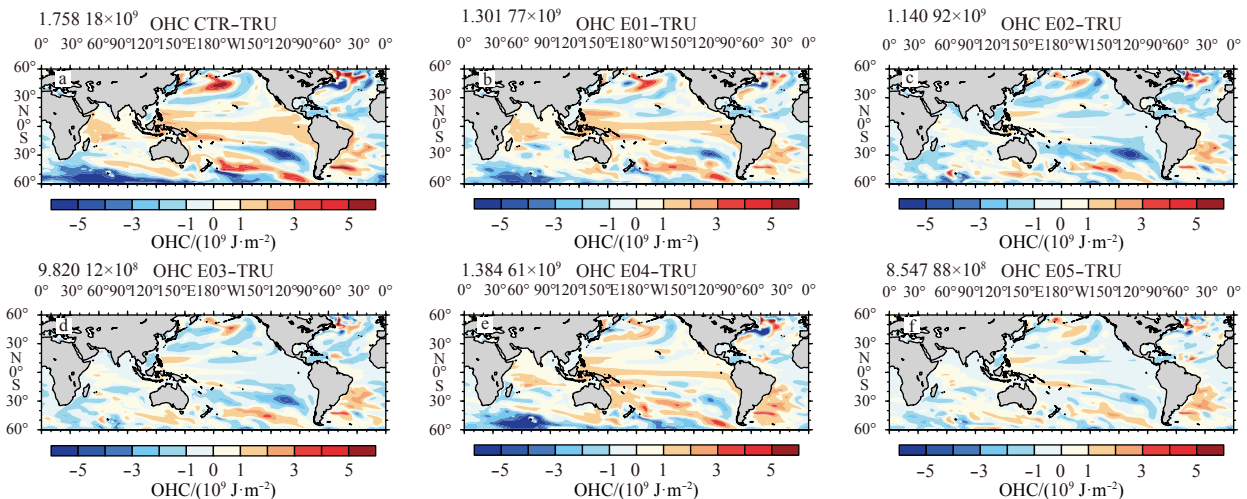 1.758 18×10⁹ OHC CTR−TRU
0° 30° 60° 90° 120° 150° E180° W 150° 120° 90° 60° 30° 0°
60°
30°
N
0°
S
30°
60°
a
−5 −3 −1 0 1 3 5
OHC/(10⁹ J·m⁻²)
1.301 77×10⁹ OHC E01−TRU
0° 30° 60° 90° 120° 150° E180° W 150° 120° 90° 60° 30° 0°
60°
30°
N
0°
S
30°
60°
b
−5 −3 −1 0 1 3 5
OHC/(10⁹ J·m⁻²)
1.140 92×10⁹ OHC E02−TRU
0° 30° 60° 90° 120° 150° E180° W 150° 120° 90° 60° 30° 0°
60°
30°
N
0°
S
30°
60°
c
−5 −3 −1 0 1 3 5
OHC/(10⁹ J·m⁻²)
9.820 12×10⁸ OHC E03−TRU
0° 30° 60° 90° 120° 150° E180° W 150° 120° 90° 60° 30° 0°
60°
30°
N
0°
S
30°
60°
d
−5 −3 −1 0 1 3 5
OHC/(10⁹ J·m⁻²)
1.384 61×10⁹ OHC E04−TRU
0° 30° 60° 90° 120° 150° E180° W 150° 120° 90° 60° 30° 0°
60°
30°
N
0°
S
30°
60°
e
−5 −3 −1 0 1 3 5
OHC/(10⁹ J·m⁻²)
8.547 88×10⁸ OHC E05−TRU
0° 30° 60° 90° 120° 150° E180° W 150° 120° 90° 60° 30° 0°
60°
30°
N
0°
S
30°
60°
f
−5 −3 −1 0 1 3 5
OHC/(10⁹ J·m⁻²)